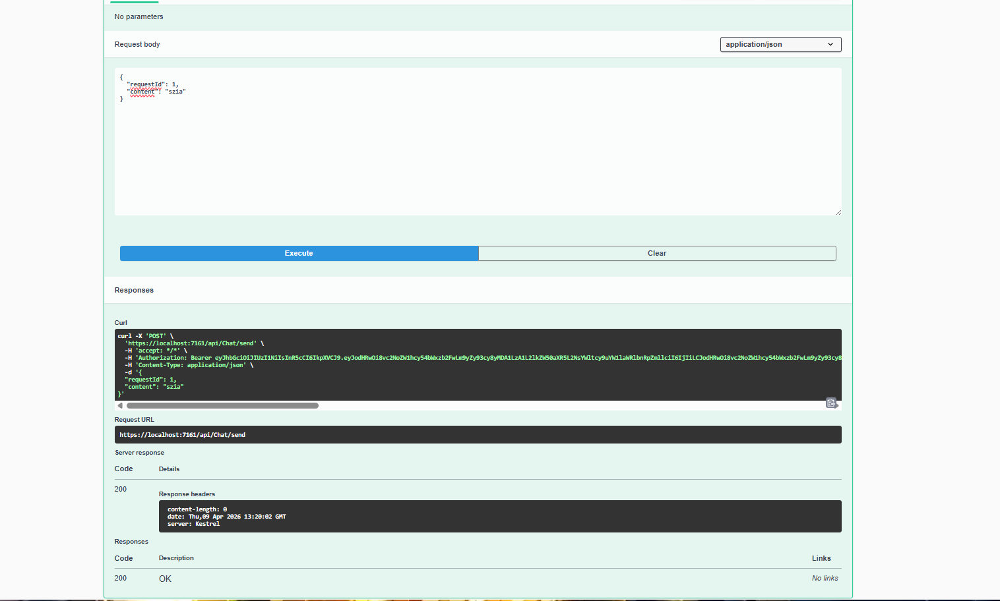 No parameters
Request body
application/json
{
"requestId": 1,
"content": "szia"
}
Execute
Clear
Responses
Curl
curl -X 'POST' \
'https://localhost:7161/api/Chat/send' \
-H 'accept: */*' \
-H 'Authorization: Bearer
-H 'Content-Type: application/json' \
-d '{
"requestId": 1,
"content": "szia"
}'
Request URL
https://localhost:7161/api/Chat/send
Server response
Code Details
200
Response headers
content-length: 0
date: Thu,09 Apr 2026 13:20:02 GMT
server: Kestrel
Responses
Code Description Links
200 OK No links